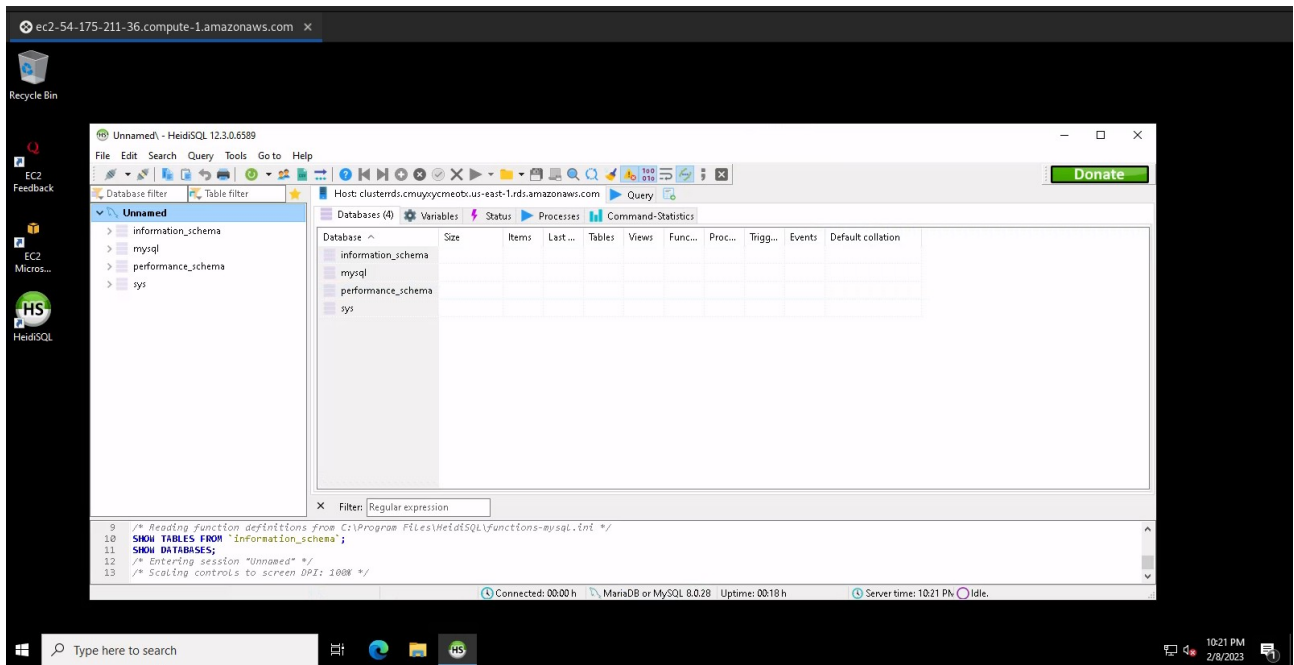 ec2-54-175-211-36.compute-1.amazonaws.com
Recycle Bin
EC2
Feedback
EC2
Micros...
HS
HeidiSQL
Unnamed\ - HeidiSQL 12.3.0.6589
File Edit Search Query Tools Go to Help
Donate
Database filter Table filter
Host: clusterrds.cmuyxycmeotx.us-east-1.rds.amazonaws.com Query
Unnamed
information_schema
mysql
performance_schema
sys
Databases (4) Variables Status Processes Command-Statistics
Database Size Items Last ... Tables Views Func... Proc... Trigg... Events Default collation
information_schema
mysql
performance_schema
sys
Filter: Regular expression
9 /* Reading function definitions from C:\Program Files\HeidiSQL\functions-mysql.ini */
10 SHOW TABLES FROM `information_schema`;
11 SHOW DATABASES;
12 /* Entering session "Unnamed" */
13 /* Scaling controls to screen DPI: 100% */
Connected: 00:00 h MariaDB or MySQL 8.0.28 Uptime: 00:18 h Server time: 10:21 PM Idle.
Type here to search
HS
10:21 PM
2/8/2023